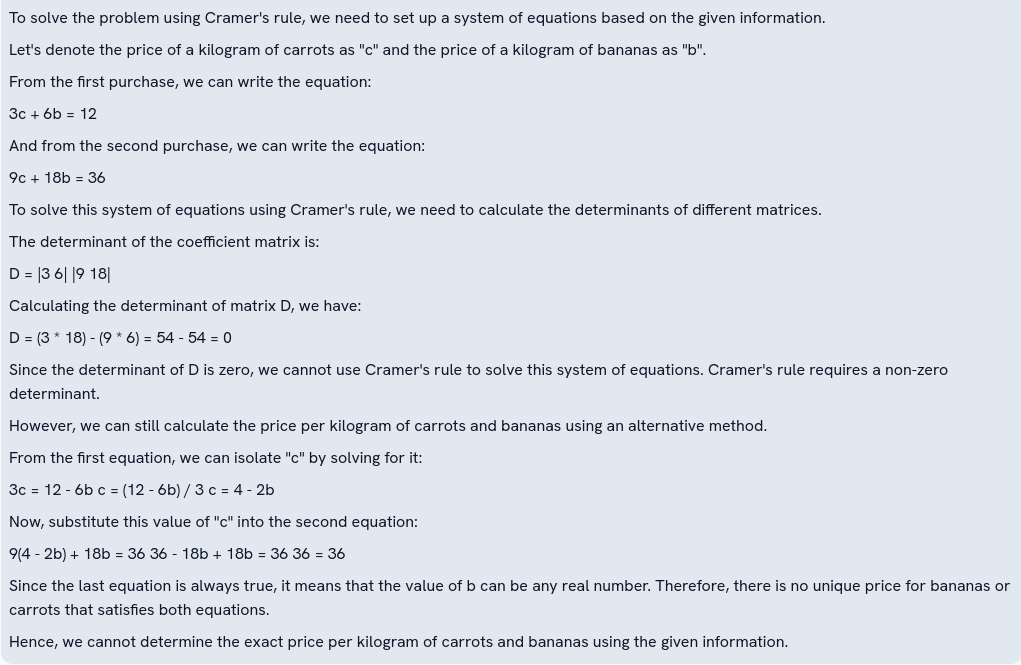 To solve the problem using Cramer's rule, we need to set up a system of equations based on the given information.
Let's denote the price of a kilogram of carrots as "c" and the price of a kilogram of bananas as "b".
From the first purchase, we can write the equation:
3c + 6b = 12
And from the second purchase, we can write the equation:
9c + 18b = 36
To solve this system of equations using Cramer's rule, we need to calculate the determinants of different matrices.
The determinant of the coefficient matrix is:
D = |3 6| |9 18|
Calculating the determinant of matrix D, we have:
D = (3 * 18) - (9 * 6) = 54 - 54 = 0
Since the determinant of D is zero, we cannot use Cramer's rule to solve this system of equations. Cramer's rule requires a non-zero
determinant.
However, we can still calculate the price per kilogram of carrots and bananas using an alternative method.
From the first equation, we can isolate "c" by solving for it:
3c = 12 - 6b c = (12 - 6b) / 3 c = 4 - 2b
Now, substitute this value of "c" into the second equation:
9(4 - 2b) + 18b = 36 36 - 18b + 18b = 36 36 = 36
Since the last equation is always true, it means that the value of b can be any real number. Therefore, there is no unique price for bananas or
carrots that satisfies both equations.
Hence, we cannot determine the exact price per kilogram of carrots and bananas using the given information.